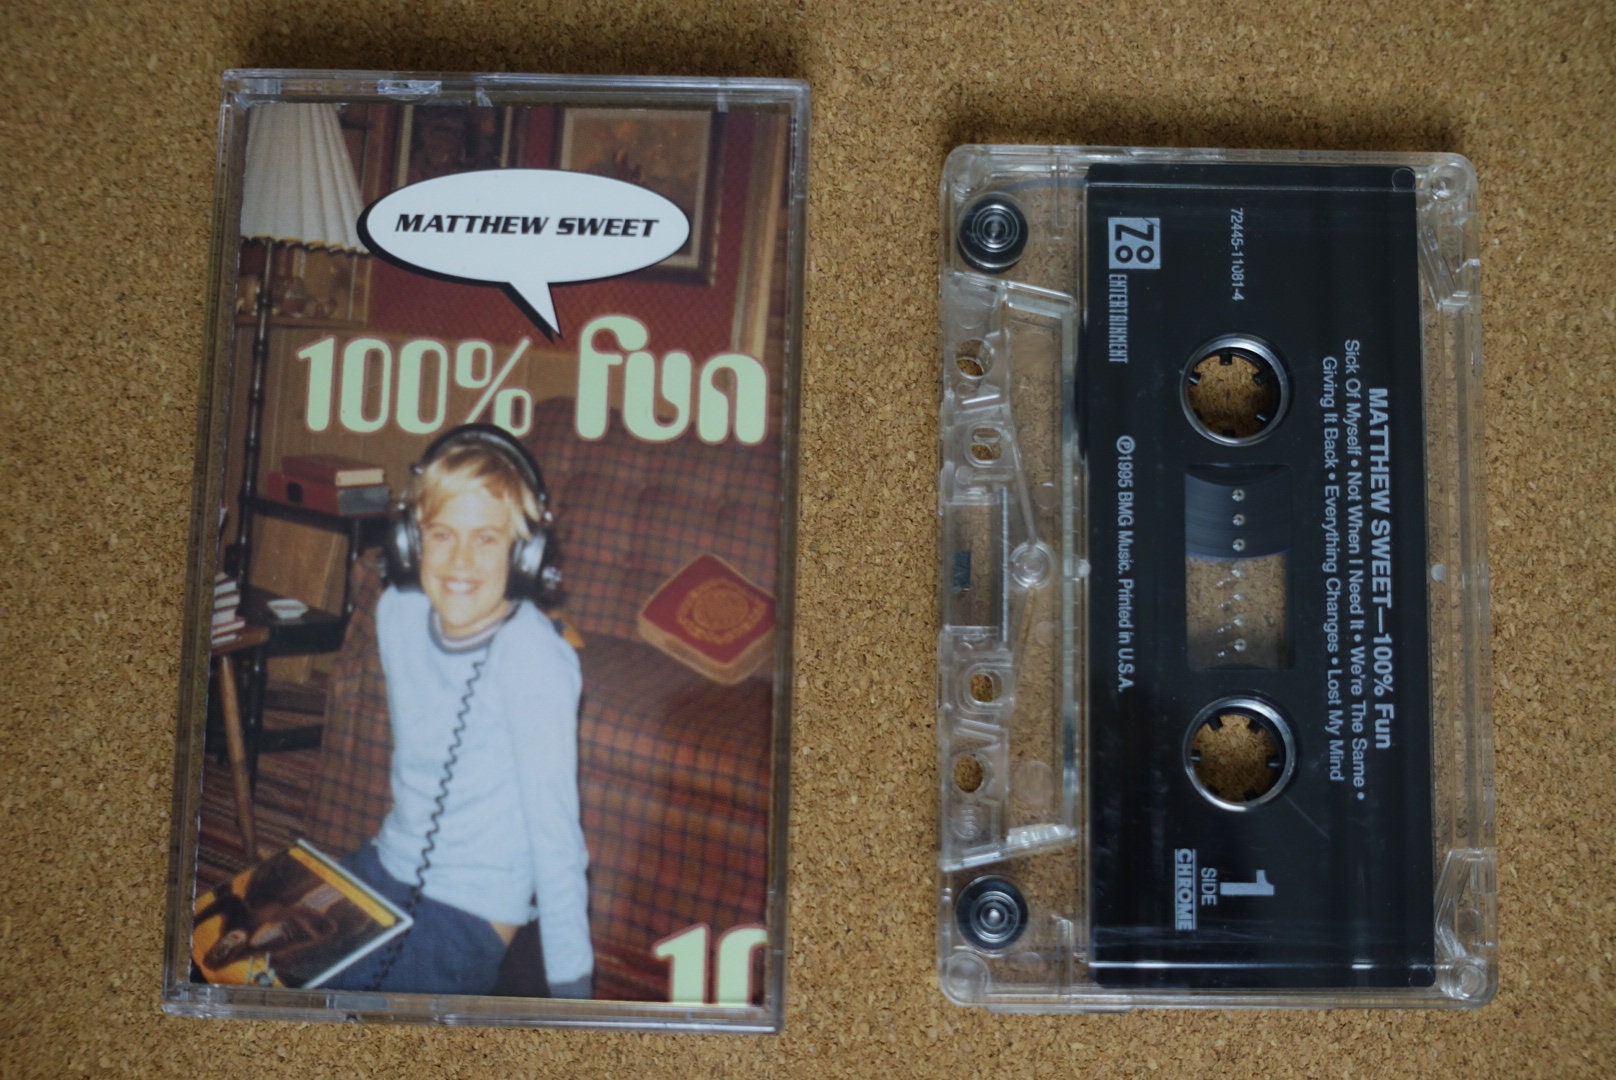 MATTHEW SWEET
100% fun
10
MATTHEW SWEET—100% Fun
Sick Of Myself • Not When I Need It • We're The Same •
Giving It Back • Everything Changes • Lost My Mind
72445-11081-4
Zoo
ENTERTAINMENT
1
SIDE
CHROME
℗1995 BMG Music. Printed in U.S.A.